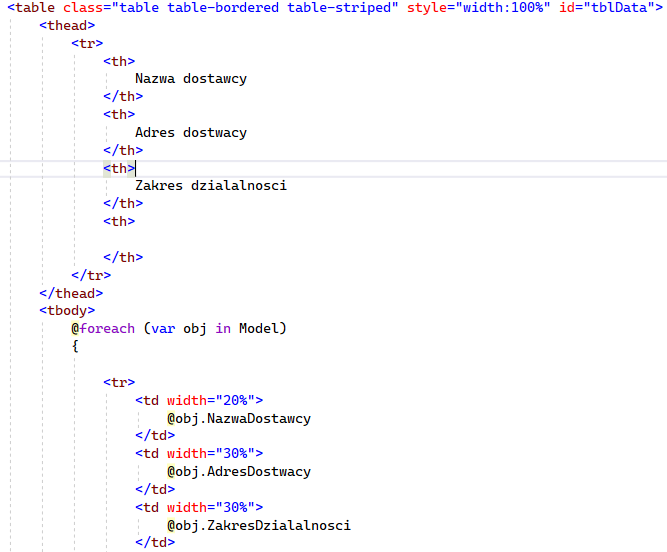 <table class="table table-bordered table-striped" style="width:100%" id="tblData">
<thead>
<tr>
<th>
Nazwa dostawcy
</th>
<th>
Adres dostwacy
</th>
<th>
Zakres dzialalnosci
</th>
<th>
</th>
</tr>
</thead>
<tbody>
@foreach (var obj in Model)
{
<tr>
<td width="20%">
@obj.NazwaDostawcy
</td>
<td width="30%">
@obj.AdresDostwacy
</td>
<td width="30%">
@obj.ZakresDzialalnosci
</td>